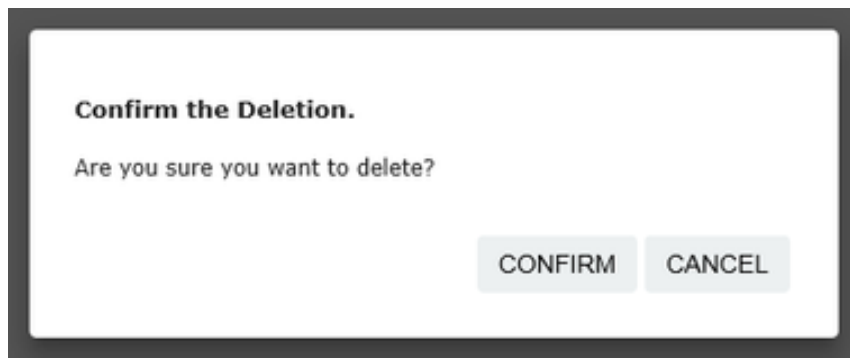 Confirm the Deletion.
Are you sure you want to delete?
CONFIRM CANCEL